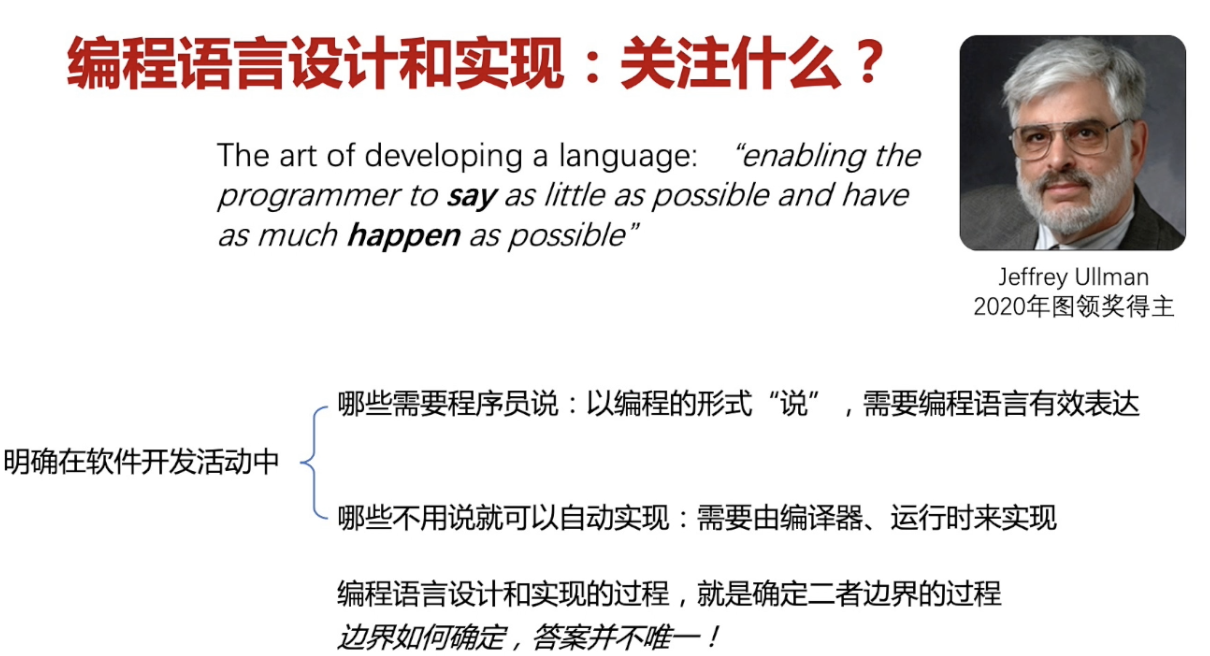 编程语言设计和实现：关注什么？
The art of developing a language: “enabling the
programmer to say as little as possible and have
as much happen as possible”
Jeffrey Ullman
2020年图领奖得主
哪些需要程序员说：以编程的形式“说”，需要编程语言有效表达
明确在软件开发活动中
哪些不用说就可以自动实现：需要由编译器、运行时来实现
编程语言设计和实现的过程，就是确定二者边界的过程
边界如何确定，答案并不唯一！